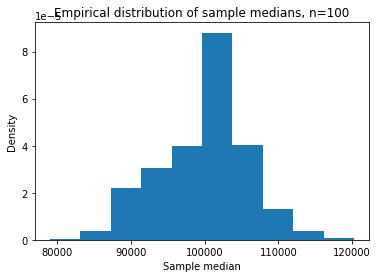 Empirical distribution of sample medians, n=100
1e−5
8
6
4
2
0
Density
80000 90000 100000 110000 120000
Sample median